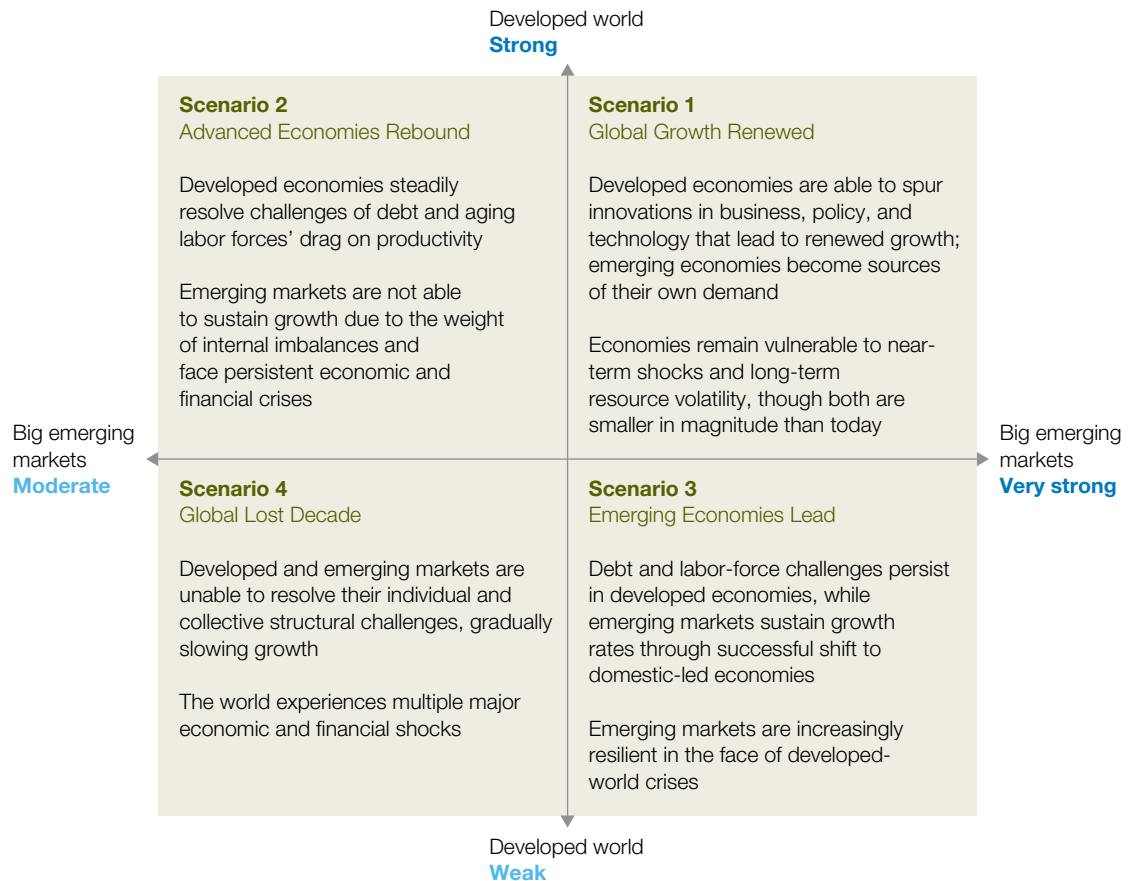 Developed world
Strong
Scenario 2
Advanced Economies Rebound
Developed economies steadily
resolve challenges of debt and aging
labor forces' drag on productivity
Emerging markets are not able
to sustain growth due to the weight
of internal imbalances and
face persistent economic and
financial crises
Scenario 1
Global Growth Renewed
Developed economies are able to spur
innovations in business, policy, and
technology that lead to renewed growth;
emerging economies become sources
of their own demand
Economies remain vulnerable to near-
term shocks and long-term
resource volatility, though both are
smaller in magnitude than today
Big emerging
markets
Moderate
Big emerging
markets
Very strong
Scenario 4
Global Lost Decade
Developed and emerging markets are
unable to resolve their individual and
collective structural challenges, gradually
slowing growth
The world experiences multiple major
economic and financial shocks
Scenario 3
Emerging Economies Lead
Debt and labor-force challenges persist
in developed economies, while
emerging markets sustain growth
rates through successful shift to
domestic-led economies
Emerging markets are increasingly
resilient in the face of developed-
world crises
Developed world
Weak